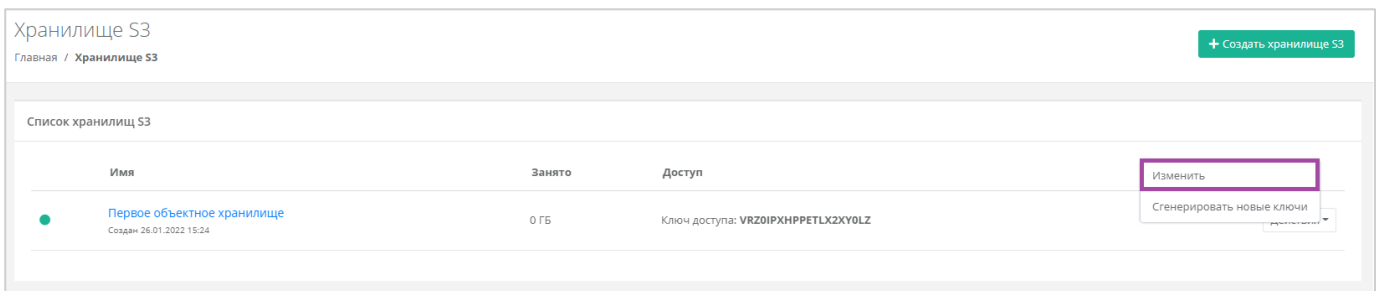 Хранилище S3
Главная / Хранилище S3
+ Создать хранилище S3
Список хранилищ S3
Имя Занято Доступ
Изменить
Сгенерировать новые ключи
Первое объектное хранилище 0 ГБ Ключ доступа: VRZ0IPXHPPETLX2XY0LZ
Создан 26.01.2022 15:24